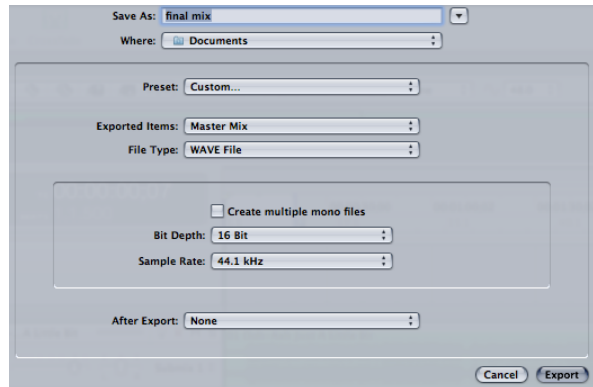 Save As: final mix
Where: Documents
Preset: Custom...
Exported Items: Master Mix
File Type: WAVE File
Create multiple mono files
Bit Depth: 16 Bit
Sample Rate: 44.1 kHz
After Export: None
Cancel Export